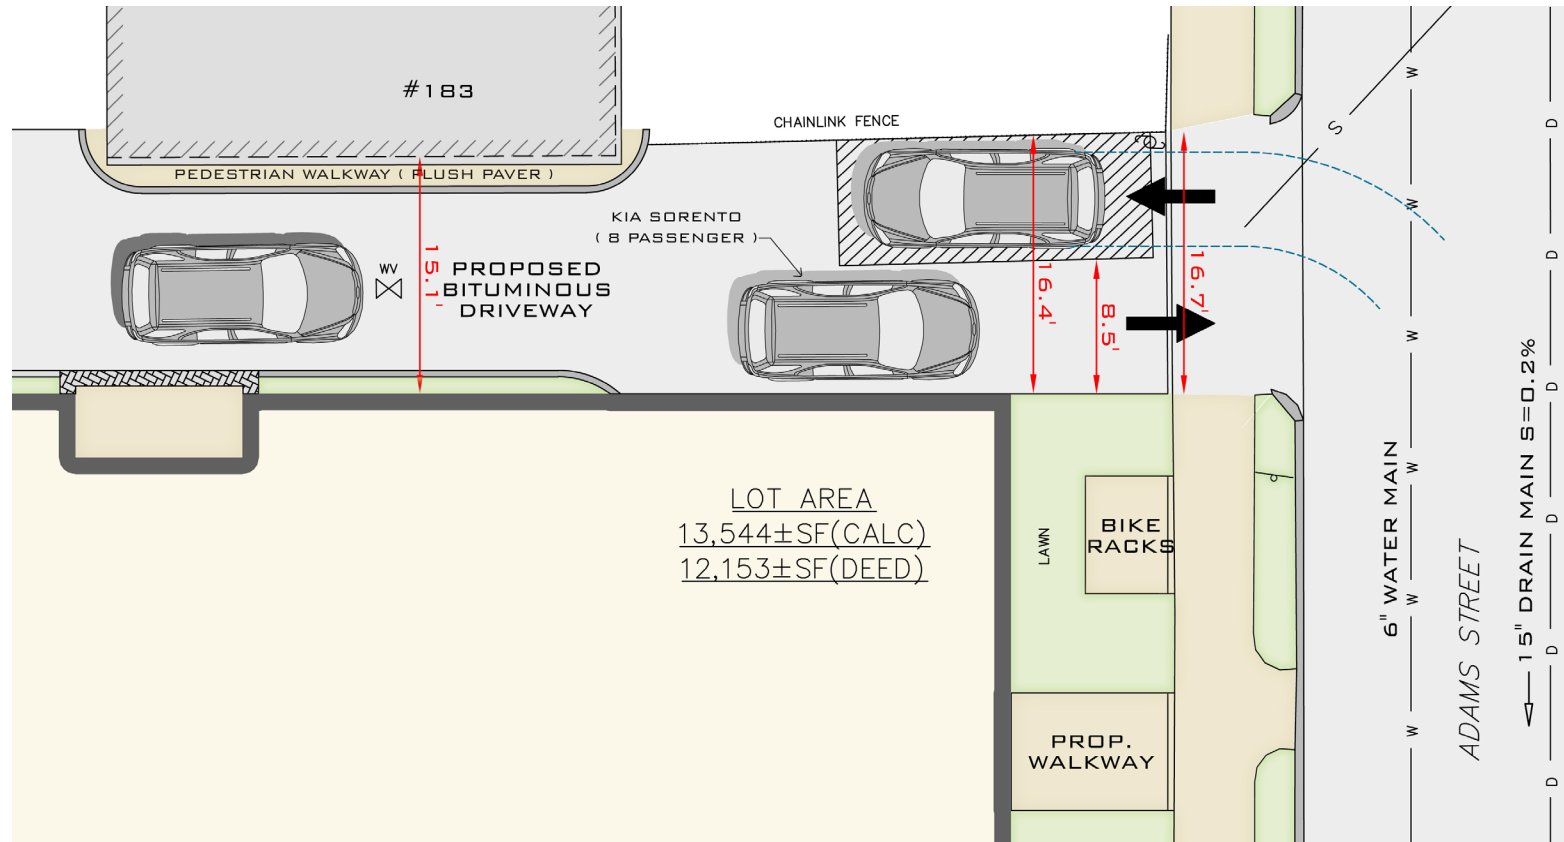 #183
CHAINLINK FENCE
PEDESTRIAN WALKWAY ( FLUSH PAVER )
KIA SORENTO
( 8 PASSENGER )
WV
15.1'
PROPOSED
BITUMINOUS
DRIVEWAY
16.4'
8.5'
16.7'
S
W
W
W
W
W
W
D
D
D
D
D
D
LOT AREA
13,544±SF(CALC)
12,153±SF(DEED)
LAWN
BIKE
RACKS
PROP.
WALKWAY
6" WATER MAIN
ADAMS STREET
15" DRAIN MAIN S=0.2%